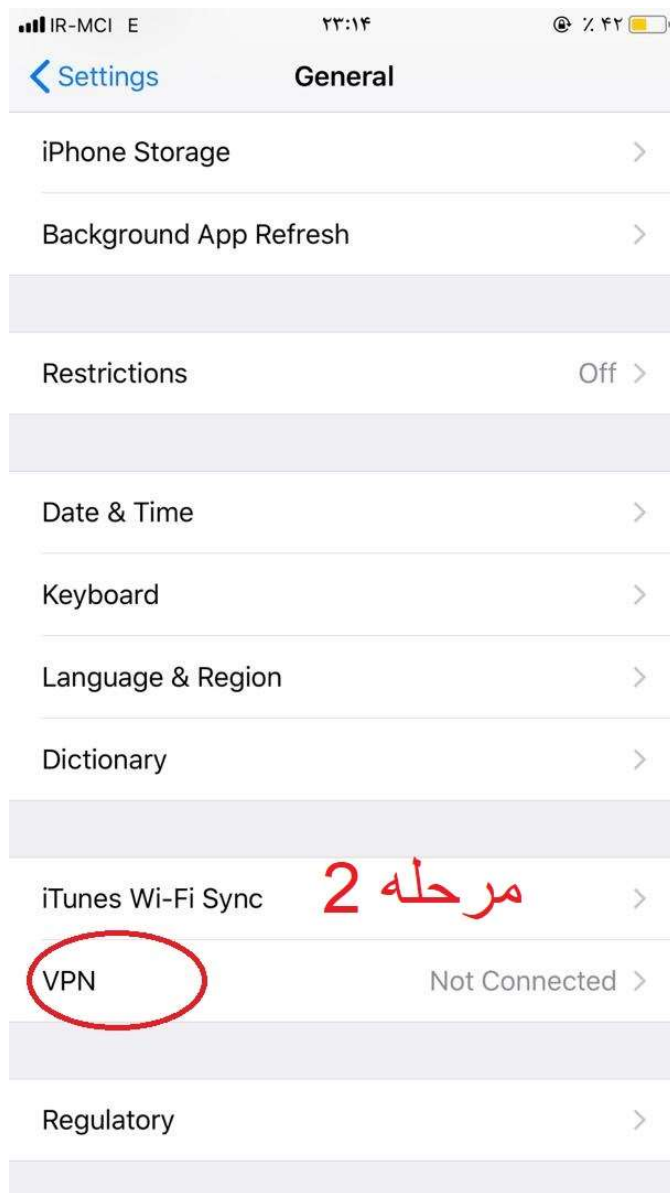 IR-MCI E ۲۳:۱۴ ٪ ۴۲
Settings General
iPhone Storage
Background App Refresh
Restrictions Off
Date & Time
Keyboard
Language & Region
Dictionary
iTunes Wi-Fi Sync مرحله 2
VPN Not Connected
Regulatory